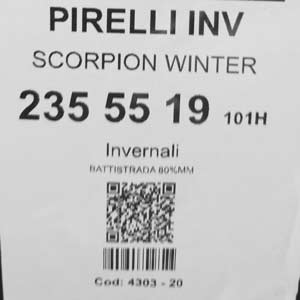 PIRELLI INV
SCORPION WINTER
235 55 19 101H
Invernali
BATTISTRADA 80%MM
Cod: 4303 - 20